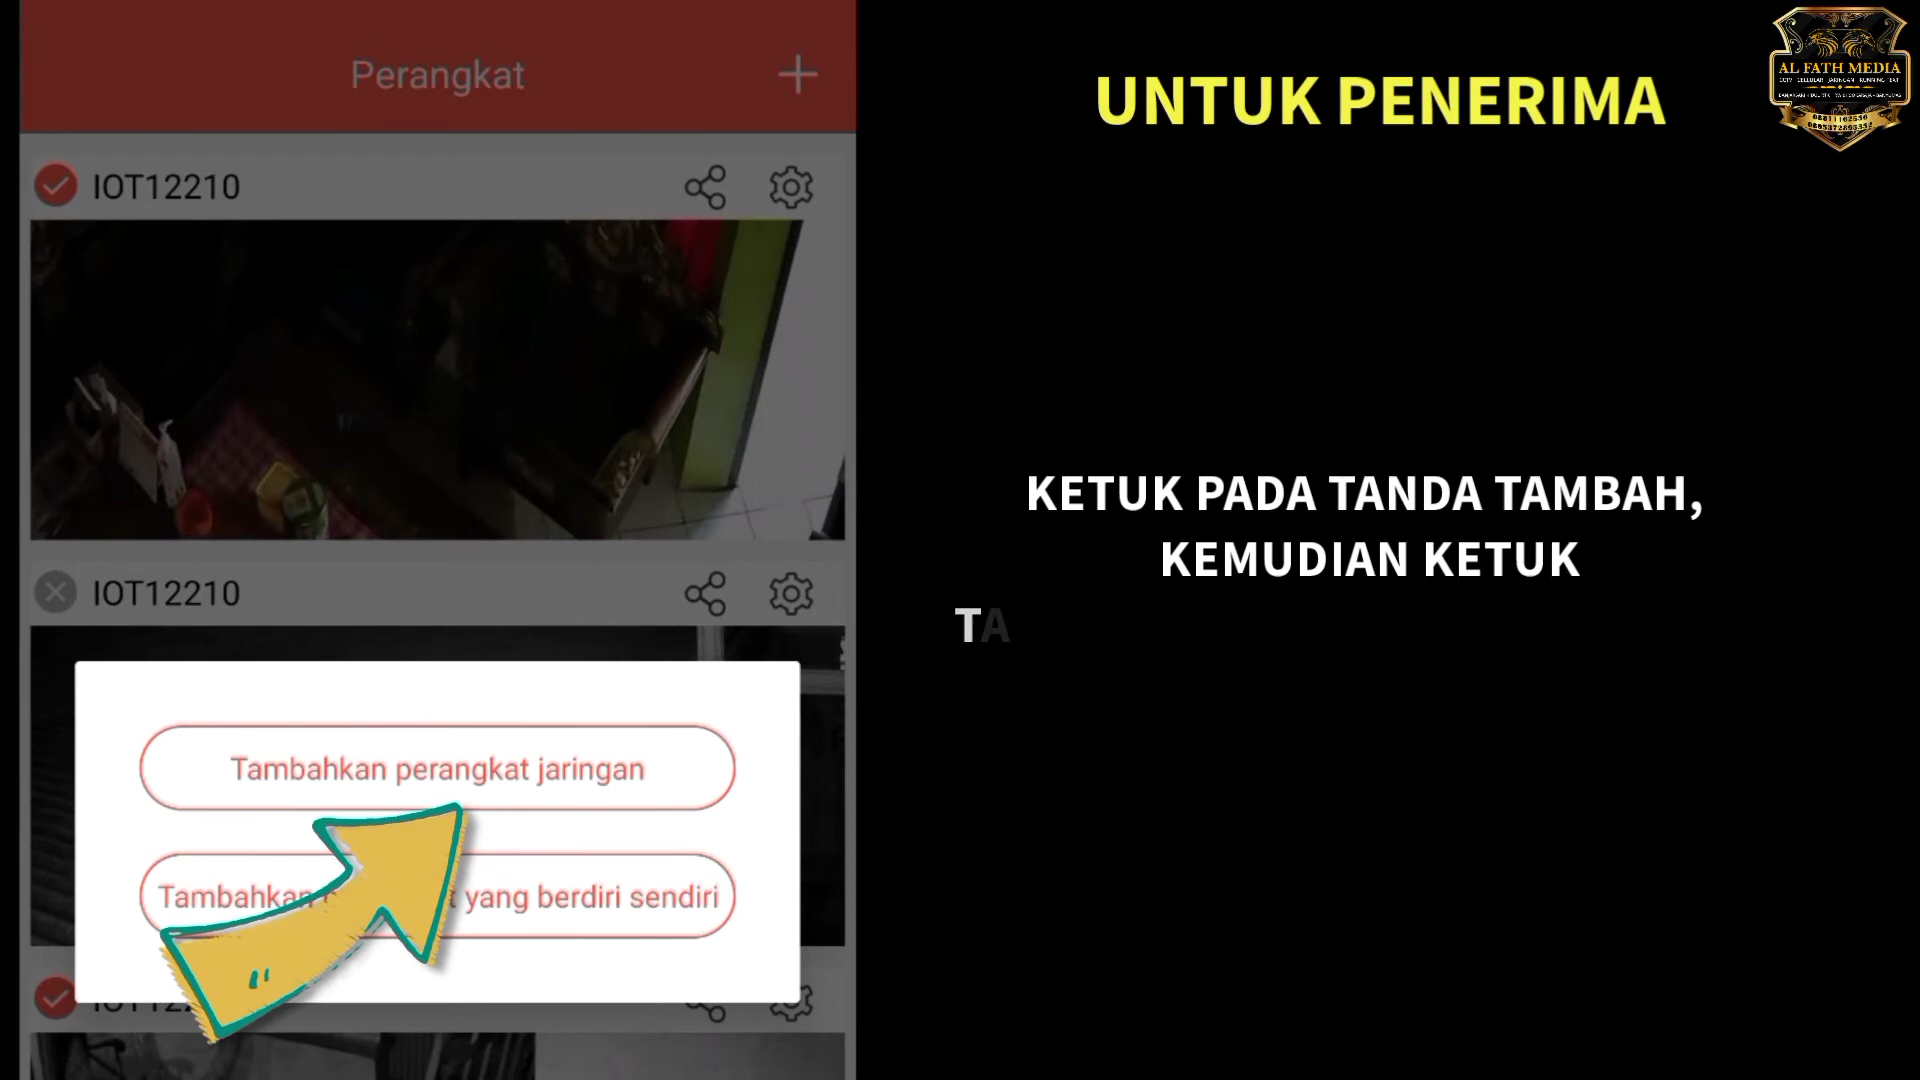 Perangkat
IOT12210
IOT12210
Tambahkan perangkat jaringan
Tambahkan yang berdiri sendiri
UNTUK PENERIMA
KETUK PADA TANDA TAMBAH,
KEMUDIAN KETUK
TA
AL FATH MEDIA